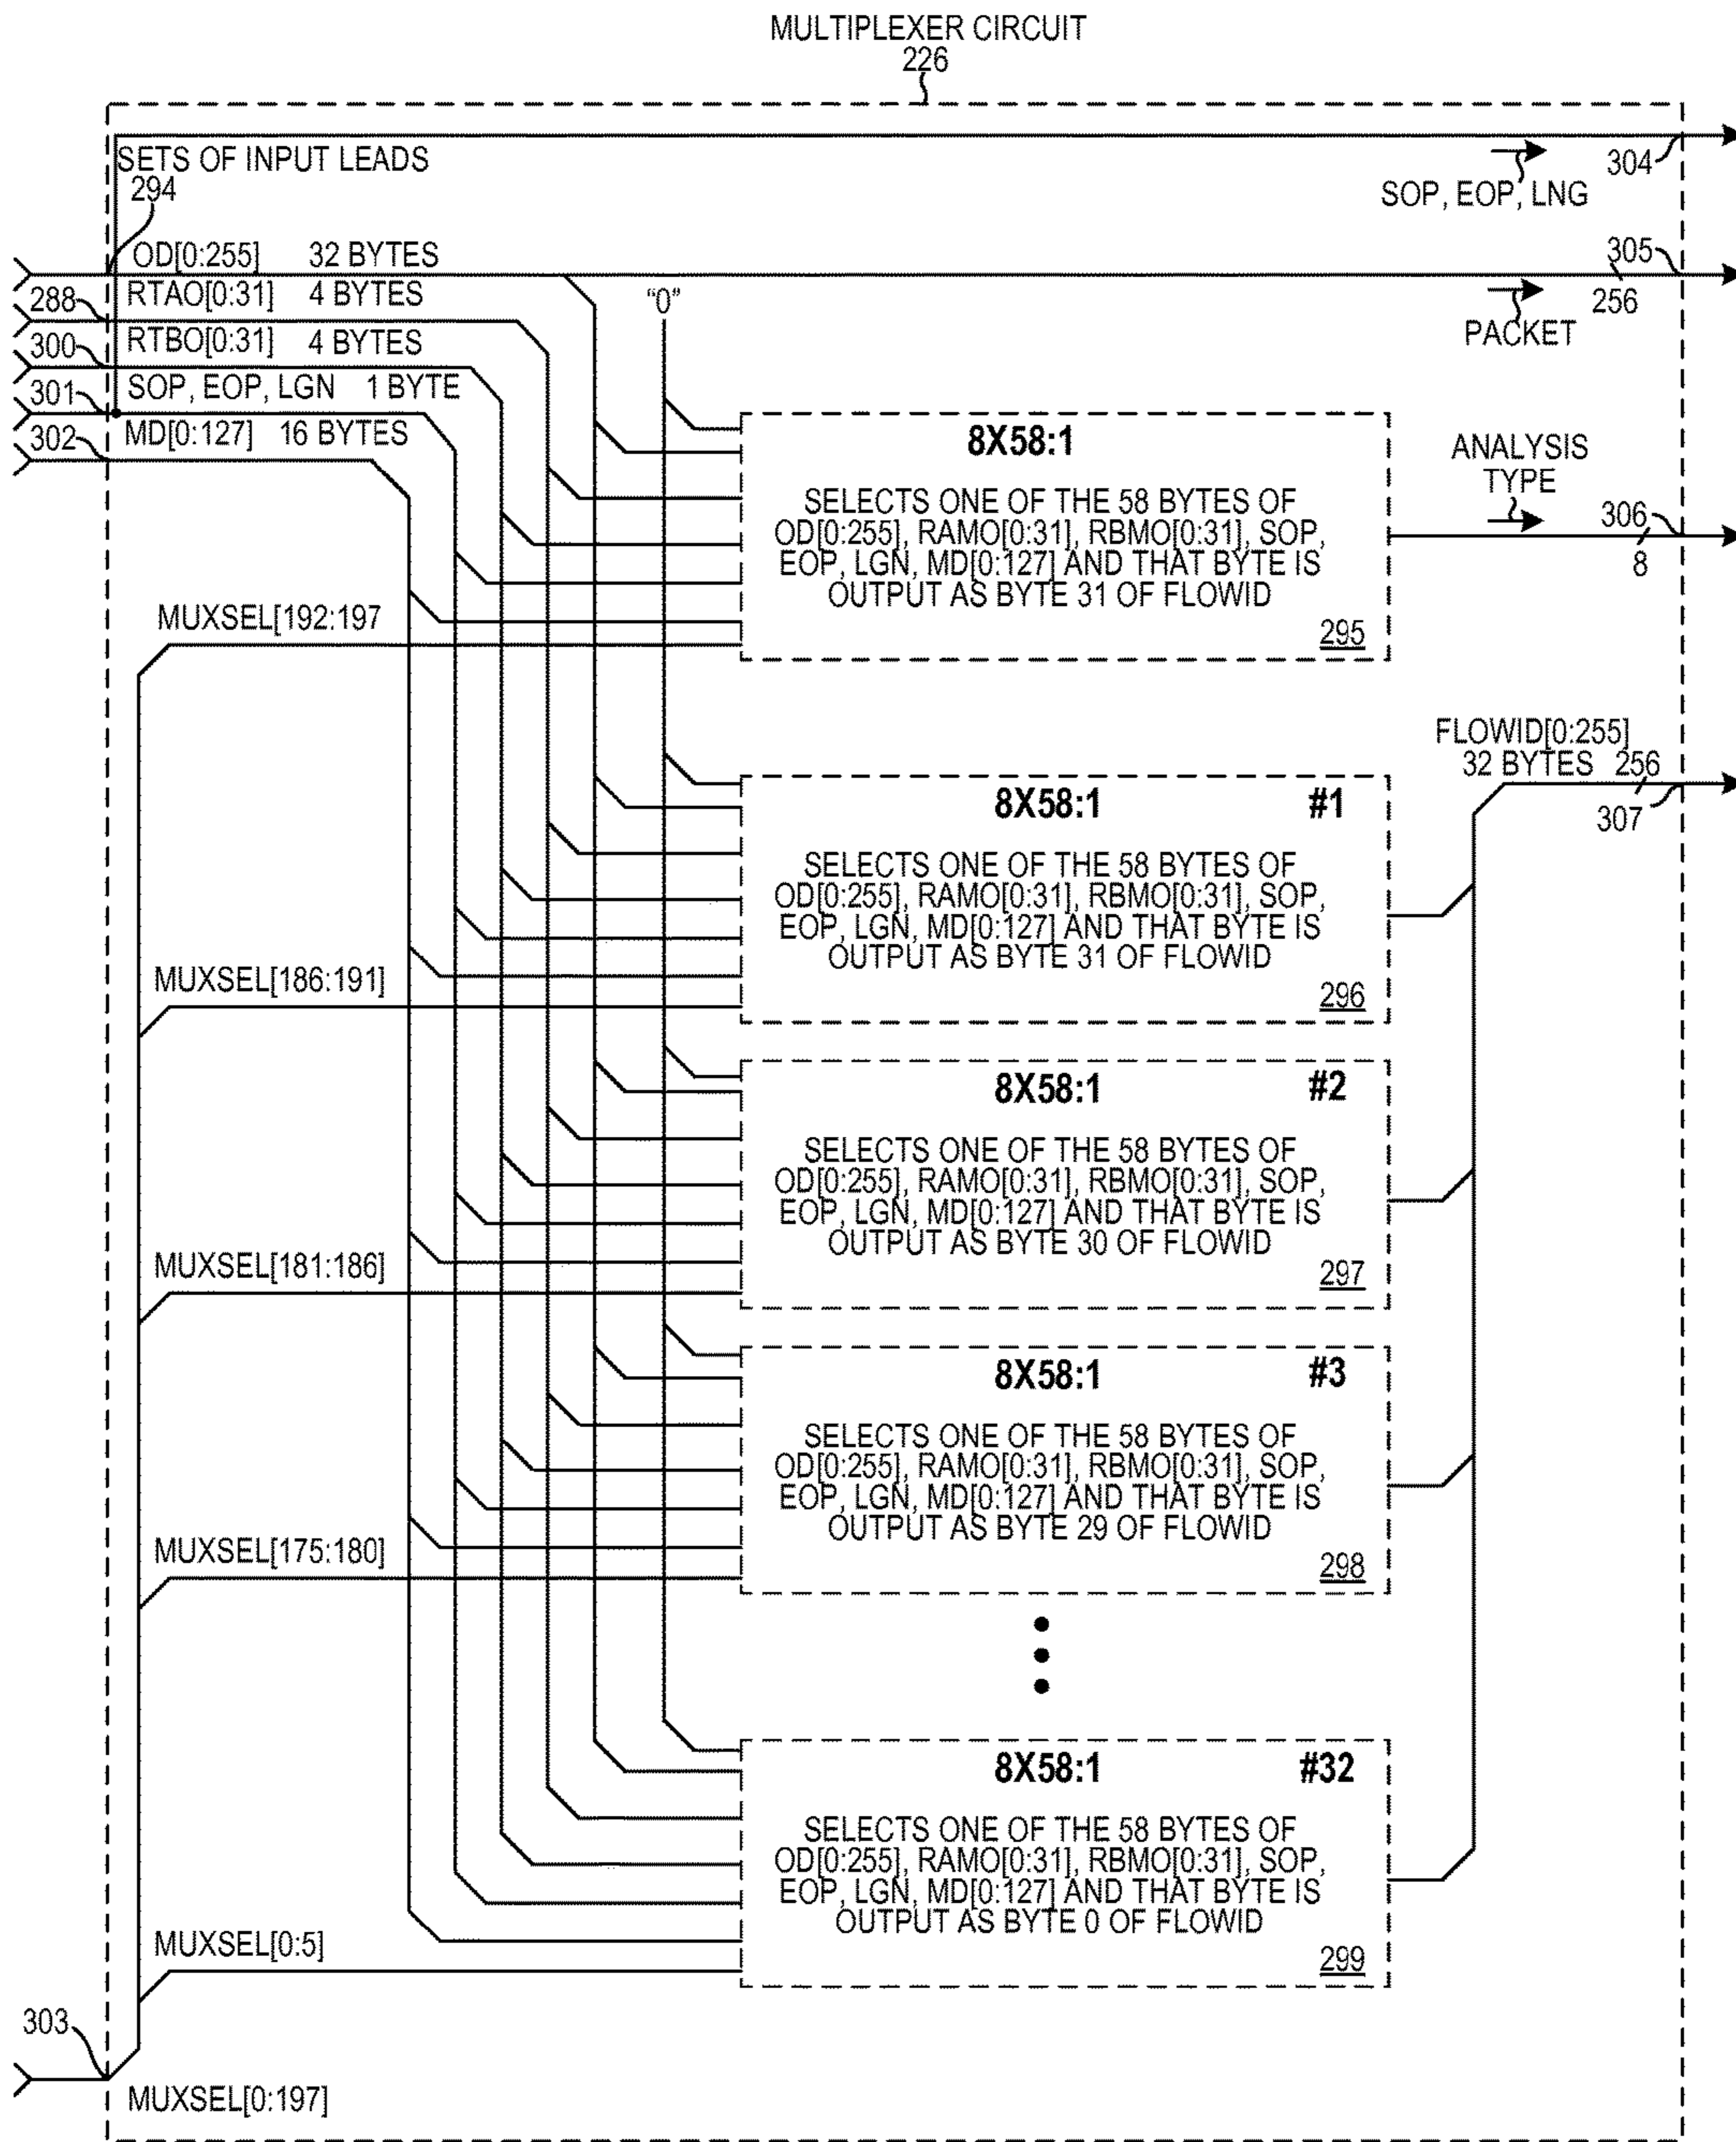 MULTIPLEXER CIRCUIT
226
SETS OF INPUT LEADS
294
304
SOP, EOP, LNG
OD[0:255] 32 BYTES
305
256
PACKET
288
RTAO[0:31] 4 BYTES
"0"
300
RTBO[0:31] 4 BYTES
301
SOP, EOP, LGN 1 BYTE
302
MD[0:127] 16 BYTES
8X58:1
SELECTS ONE OF THE 58 BYTES OF
OD[0:255], RAMO[0:31], RBMO[0:31], SOP,
EOP, LGN, MD[0:127] AND THAT BYTE IS
OUTPUT AS BYTE 31 OF FLOWID
295
ANALYSIS
TYPE
306
8
MUXSEL[192:197
FLOWID[0:255]
32 BYTES 256
307
8X58:1 #1
SELECTS ONE OF THE 58 BYTES OF
OD[0:255], RAMO[0:31], RBMO[0:31], SOP,
EOP, LGN, MD[0:127] AND THAT BYTE IS
OUTPUT AS BYTE 31 OF FLOWID
296
MUXSEL[186:191]
8X58:1 #2
SELECTS ONE OF THE 58 BYTES OF
OD[0:255], RAMO[0:31], RBMO[0:31], SOP,
EOP, LGN, MD[0:127] AND THAT BYTE IS
OUTPUT AS BYTE 30 OF FLOWID
297
MUXSEL[181:186]
8X58:1 #3
SELECTS ONE OF THE 58 BYTES OF
OD[0:255], RAMO[0:31], RBMO[0:31], SOP,
EOP, LGN, MD[0:127] AND THAT BYTE IS
OUTPUT AS BYTE 29 OF FLOWID
298
MUXSEL[175:180]
8X58:1 #32
SELECTS ONE OF THE 58 BYTES OF
OD[0:255], RAMO[0:31], RBMO[0:31], SOP,
EOP, LGN, MD[0:127] AND THAT BYTE IS
OUTPUT AS BYTE 0 OF FLOWID
299
MUXSEL[0:5]
303
MUXSEL[0:197]